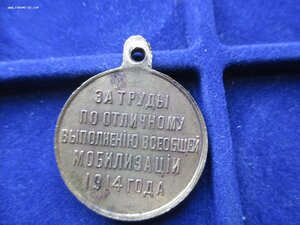 ЗА ТРУДЫ
ПО ОТЛИЧНОМУ
ВЫПОЛНЕНІЮ ВСЕОБЩЕЙ
МОБИЛИЗАЦІИ
1914 ГОДА